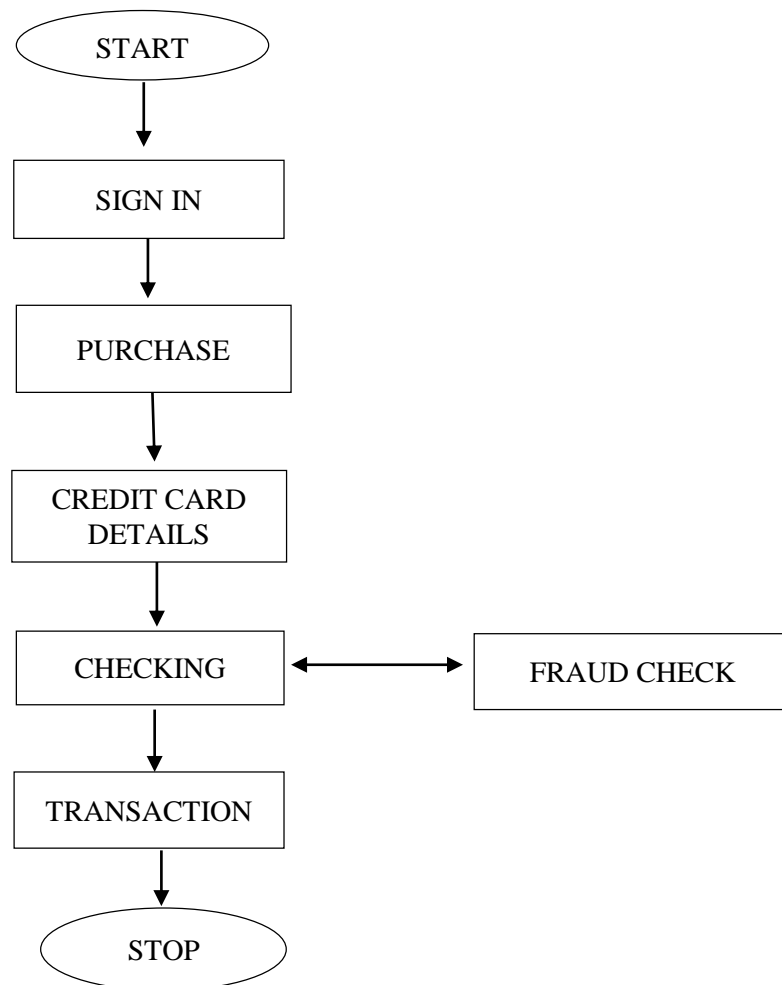 START
SIGN IN
PURCHASE
CREDIT CARD
DETAILS
CHECKING
FRAUD CHECK
TRANSACTION
STOP